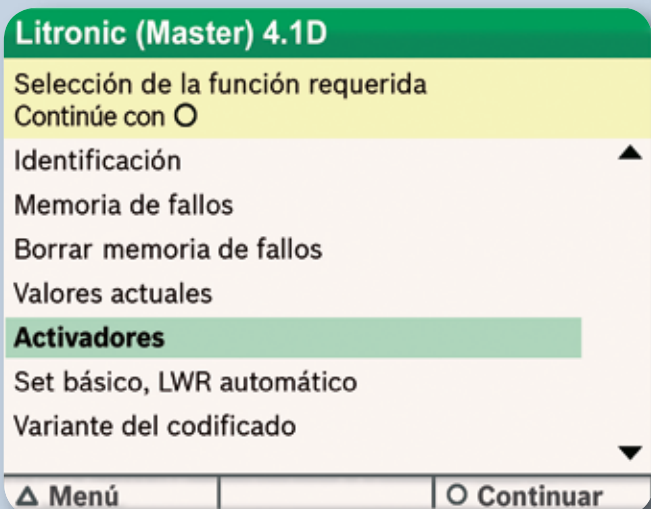 Litronic (Master) 4.1D
Selección de la función requerida
Continúe con O
Identificación
Memoria de fallos
Borrar memoria de fallos
Valores actuales
Activadores
Set básico, LWR automático
Variante del codificado
Δ Menú O Continuar